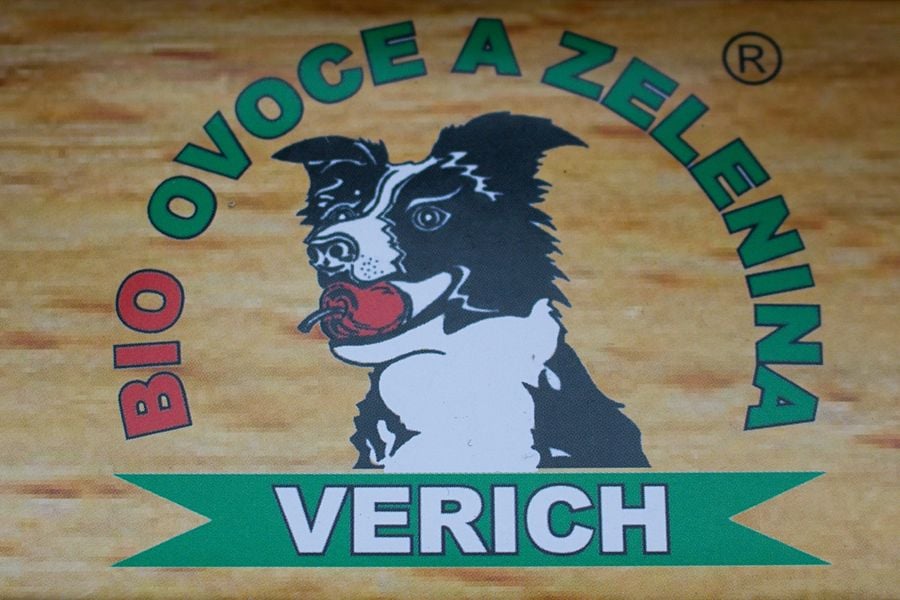 BIO OVOCE A ZELENINA ®
VERICH